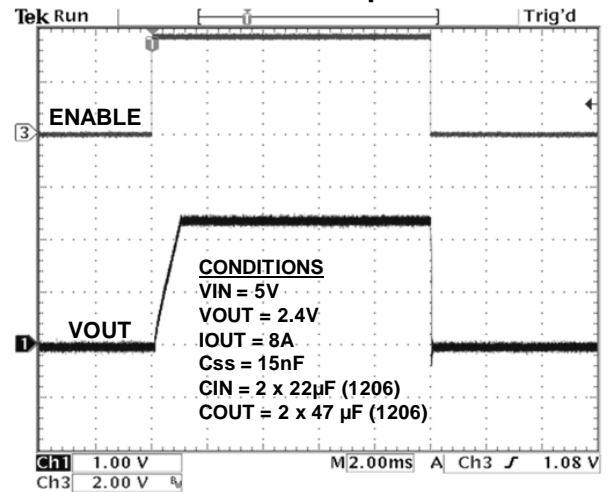 Tek Run
Trig'd
T
T
ENABLE
3
CONDITIONS
VIN = 5V
VOUT = 2.4V
IOUT = 8A
Css = 15nF
CIN = 2 x 22µF (1206)
COUT = 2 x 47 µF (1206)
VOUT
1
Ch1 1.00 V M 2.00ms A Ch3 1.08 V
Ch3 2.00 V